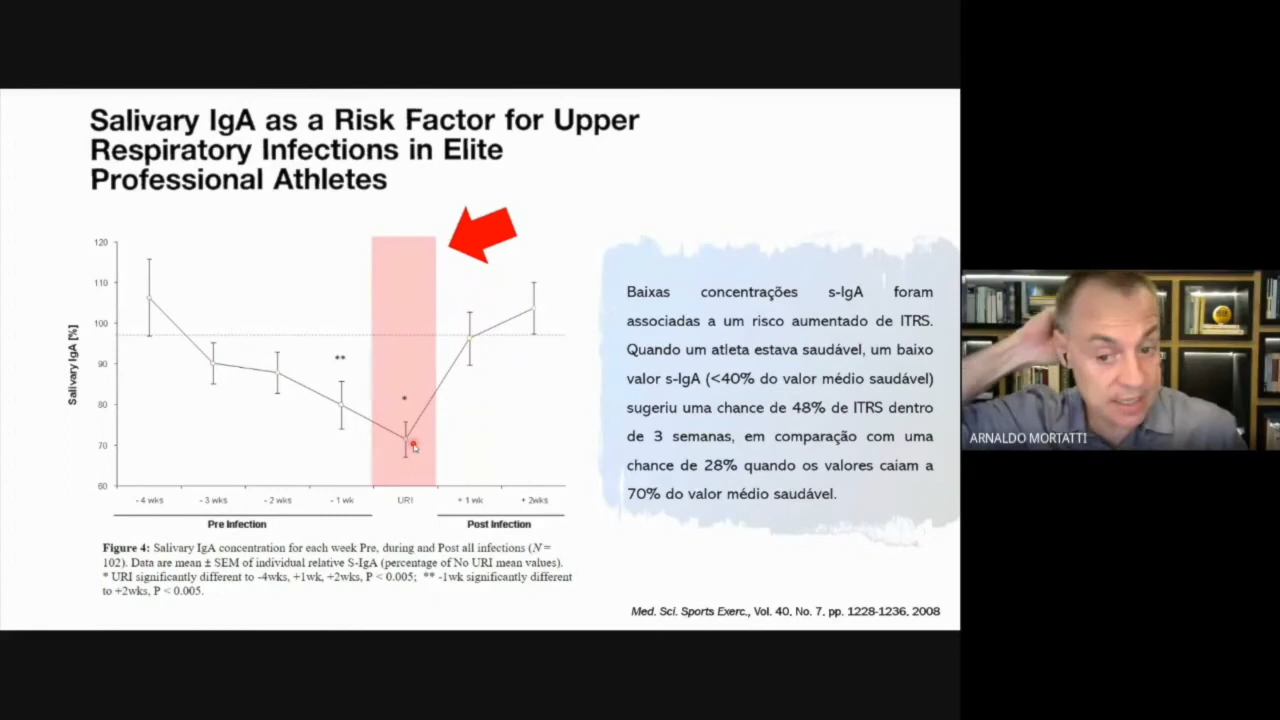 Salivary IgA as a Risk Factor for Upper
Respiratory Infections in Elite
Professional Athletes
120
110
100
90
80
70
60
Salivary IgA [%]
**
*
- 4 wks
- 3 wks
- 2 wks
- 1 wk
URI
+ 1 wk
+ 2wks
Pre Infection
Post Infection
Figure 4: Salivary IgA concentration for each week Pre, during and Post all infections (N =
102). Data are mean ± SEM of individual relative S-IgA (percentage of No URI mean values).
* URI significantly different to -4wks, +1wk, +2wks, P < 0.005; ** -1wk significantly different
to +2wks, P < 0.005.
Baixas concentrações s-IgA foram
associadas a um risco aumentado de ITRS.
Quando um atleta estava saudável, um baixo
valor s-IgA (<40% do valor médio saudável)
sugeriu uma chance de 48% de ITRS dentro
de 3 semanas, em comparação com uma
chance de 28% quando os valores caiam a
70% do valor médio saudável.
Med. Sci. Sports Exerc., Vol. 40, No. 7, pp. 1228-1236, 2008
ARNALDO MORTATTI